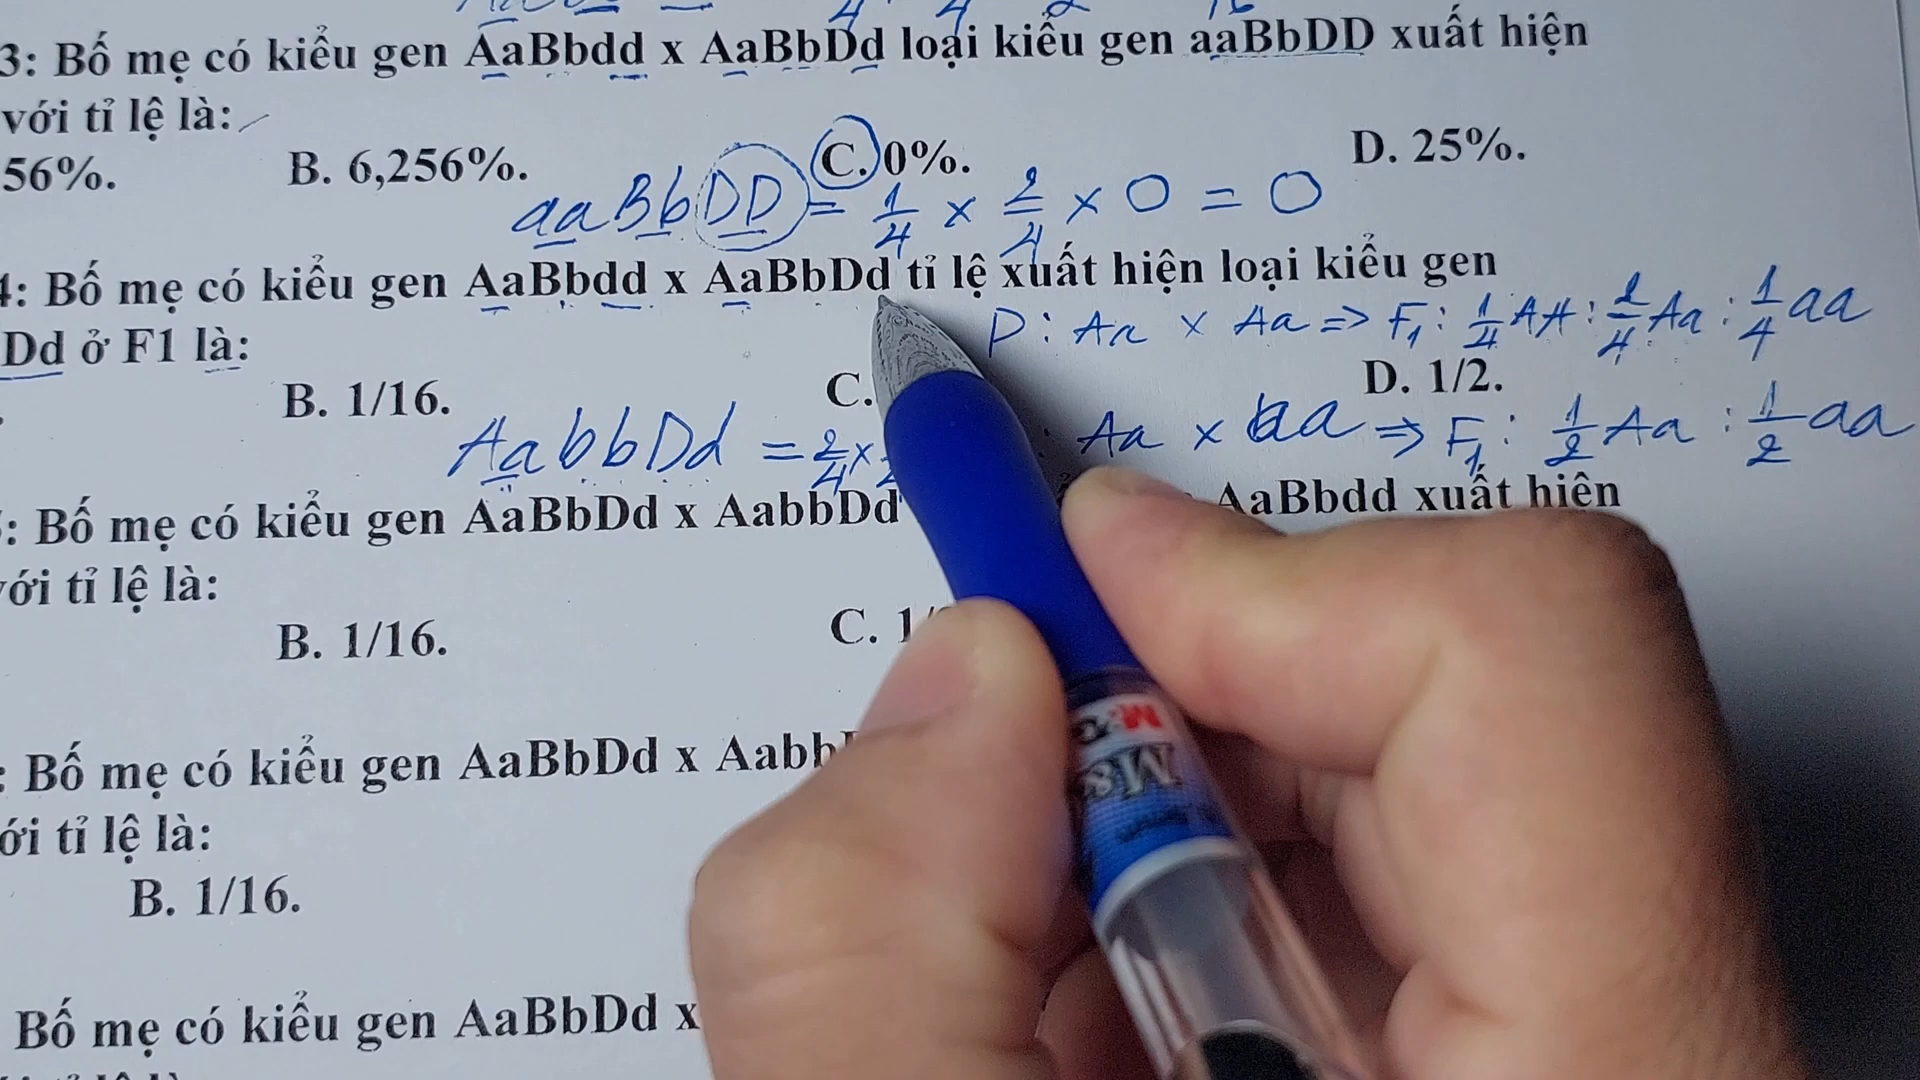 3: Bố mẹ có kiểu gen AaBbdd x AaBbDd loại kiểu gen aaBbDD xuất hiện
với tỉ lệ là:
56%. B. 6,256%. C. 0%. D. 25%.
aaBbDD = 1/4 x 2/4 x 0 = 0
4: Bố mẹ có kiểu gen AaBbdd x AaBbDd tỉ lệ xuất hiện loại kiểu gen
P: Aa x Aa => F1: 1/4 AA : 2/4 Aa : 1/4 aa
Dd ở F1 là:
B. 1/16. C. D. 1/2.
: Aa x aa => F1: 1/2 Aa : 1/2 aa
AabbDd = 2/4 x
: Bố mẹ có kiểu gen AaBbDd x AabbDd AaBbdd xuất hiện
với tỉ lệ là:
B. 1/16. C. 1/
: Bố mẹ có kiểu gen AaBbDd x Aabb
ới tỉ lệ là:
B. 1/16.
Bố mẹ có kiểu gen AaBbDd x
M&G